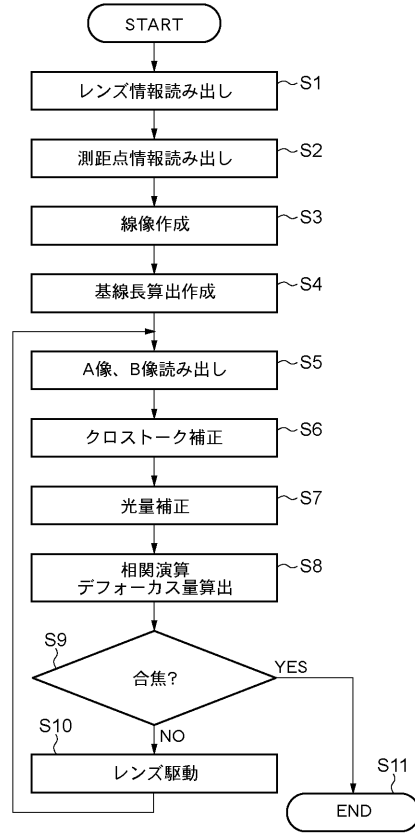 START
レンズ情報読み出し
S1
測距点情報読み出し
S2
線像作成
S3
基線長算出作成
S4
A像、B像読み出し
S5
クロストーク補正
S6
光量補正
S7
相関演算
デフォーカス量算出
S8
S9
合焦?
YES
NO
S10
レンズ駆動
S11
END